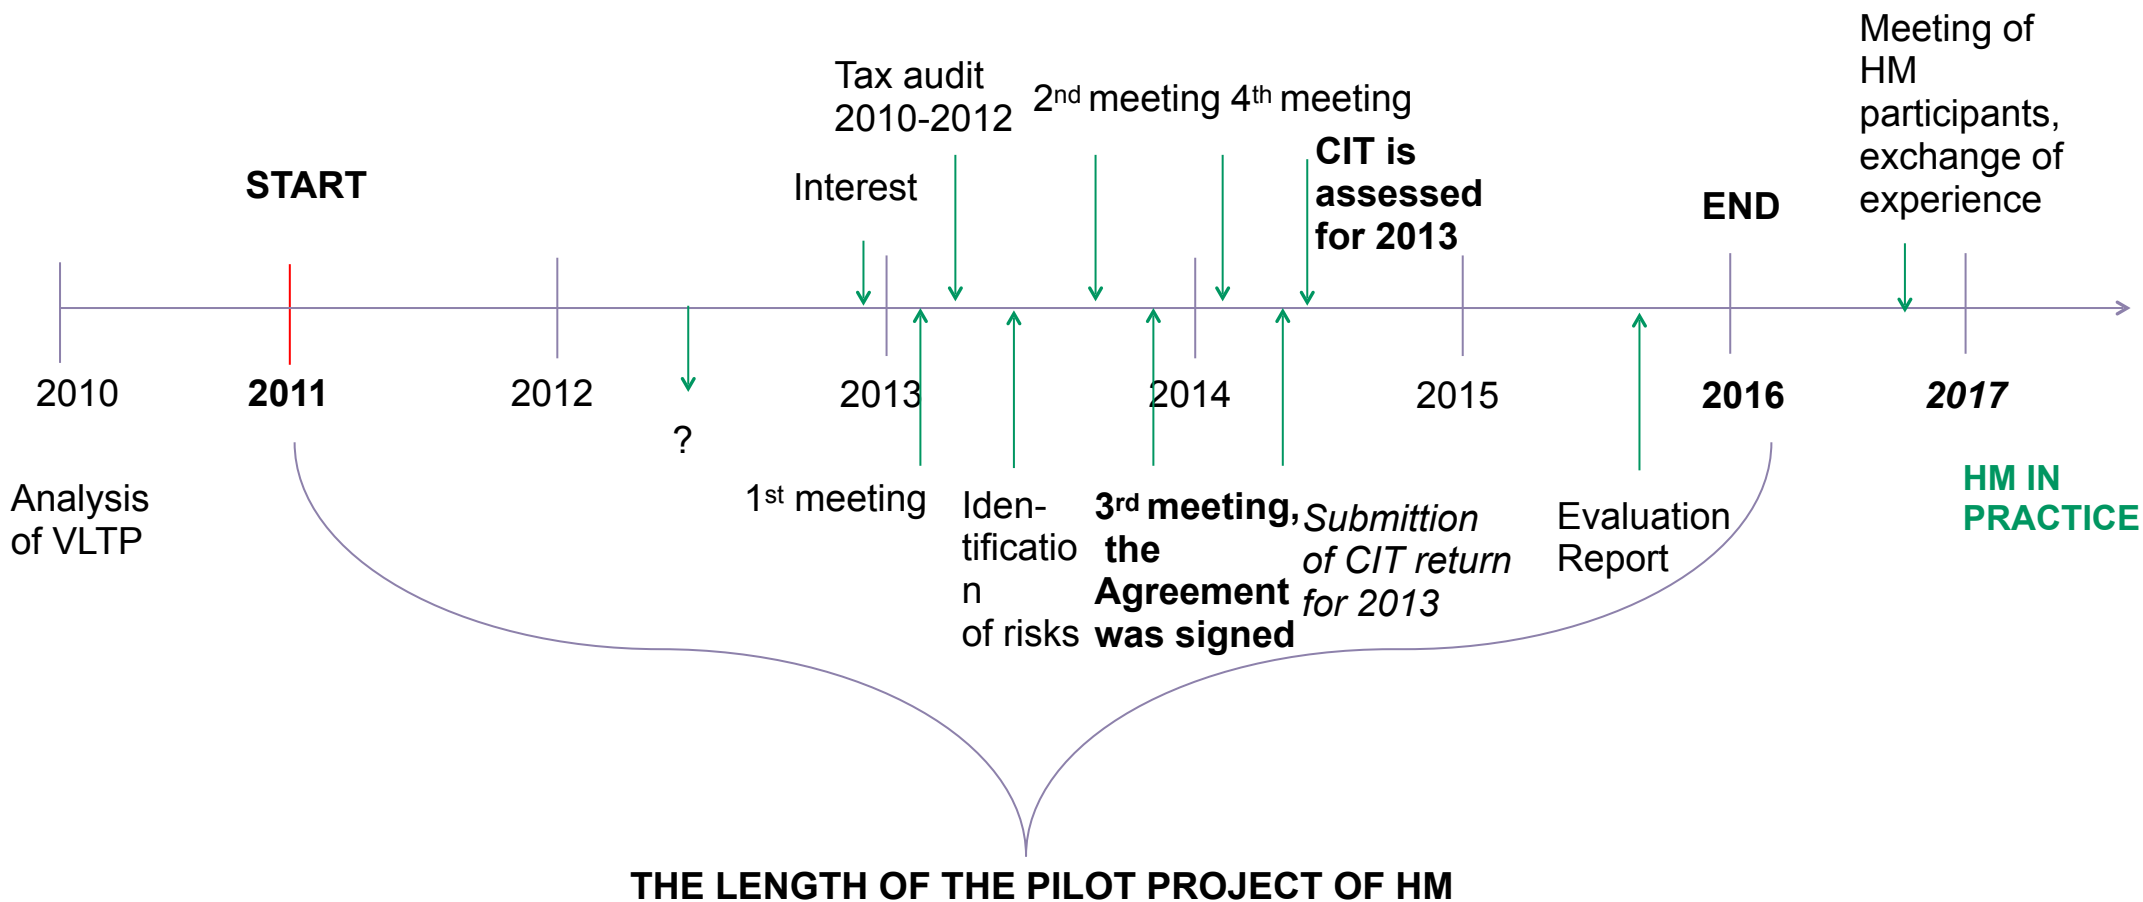 Meeting of
HM
participants,
exchange of
experience
Tax audit
2010-2012
2nd meeting
4th meeting
CIT is
assessed
for 2013
START
Interest
END
2010
2011
2012
2013
2014
2015
2016
2017
?
Analysis
of VLTP
1st meeting
Iden-
tificatio
n
of risks
3rd meeting,
the
Agreement
was signed
Submittion
of CIT return
for 2013
Evaluation
Report
HM IN
PRACTICE
THE LENGTH OF THE PILOT PROJECT OF HM